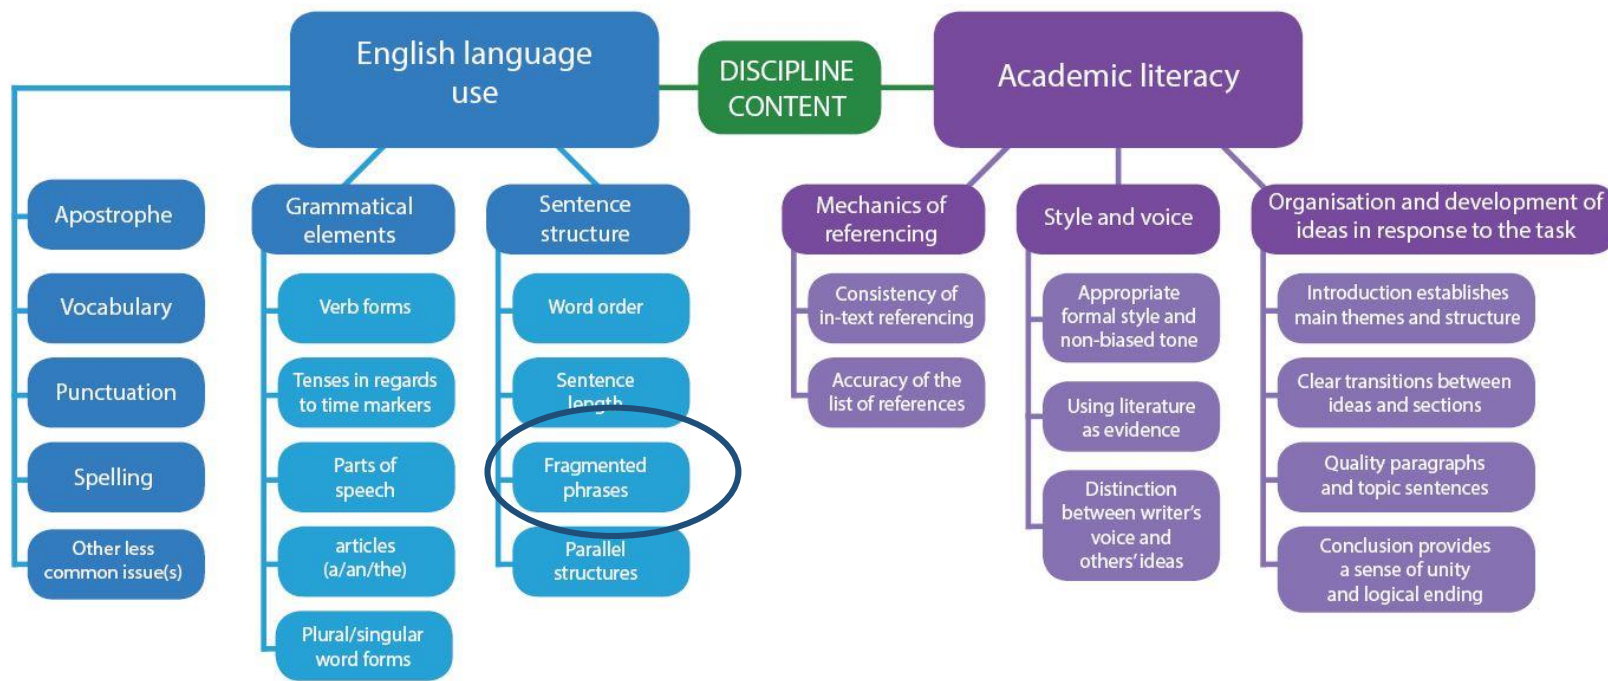 English language
use
DISCIPLINE
CONTENT
Academic literacy
Apostrophe
Vocabulary
Punctuation
Spelling
Other less
common issue(s)
Grammatical
elements
Verb forms
Tenses in regards
to time markers
Parts of
speech
articles
(a/an/the)
Plural/singular
word forms
Sentence
structure
Word order
Sentence
length
Fragmented
phrases
Parallel
structures
Mechanics of
referencing
Consistency of
in-text referencing
Accuracy of the
list of references
Style and voice
Appropriate
formal style and
non-biased tone
Using literature
as evidence
Distinction
between writer's
voice and
others' ideas
Organisation and development of
ideas in response to the task
Introduction establishes
main themes and structure
Clear transitions between
ideas and sections
Quality paragraphs
and topic sentences
Conclusion provides
a sense of unity
and logical ending